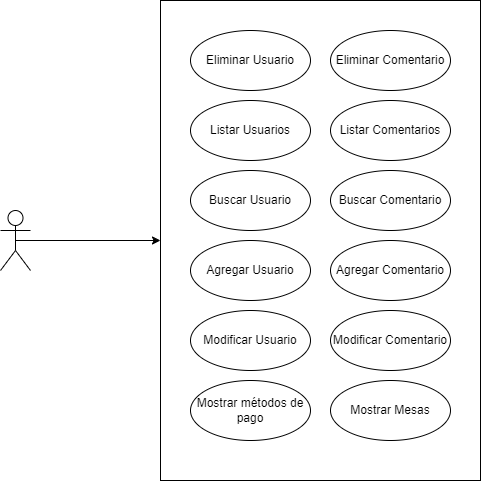 Eliminar Usuario
Eliminar Comentario
Listar Usuarios
Listar Comentarios
Buscar Usuario
Buscar Comentario
Agregar Usuario
Agregar Comentario
Modificar Usuario
Modificar Comentario
Mostrar métodos de
pago
Mostrar Mesas